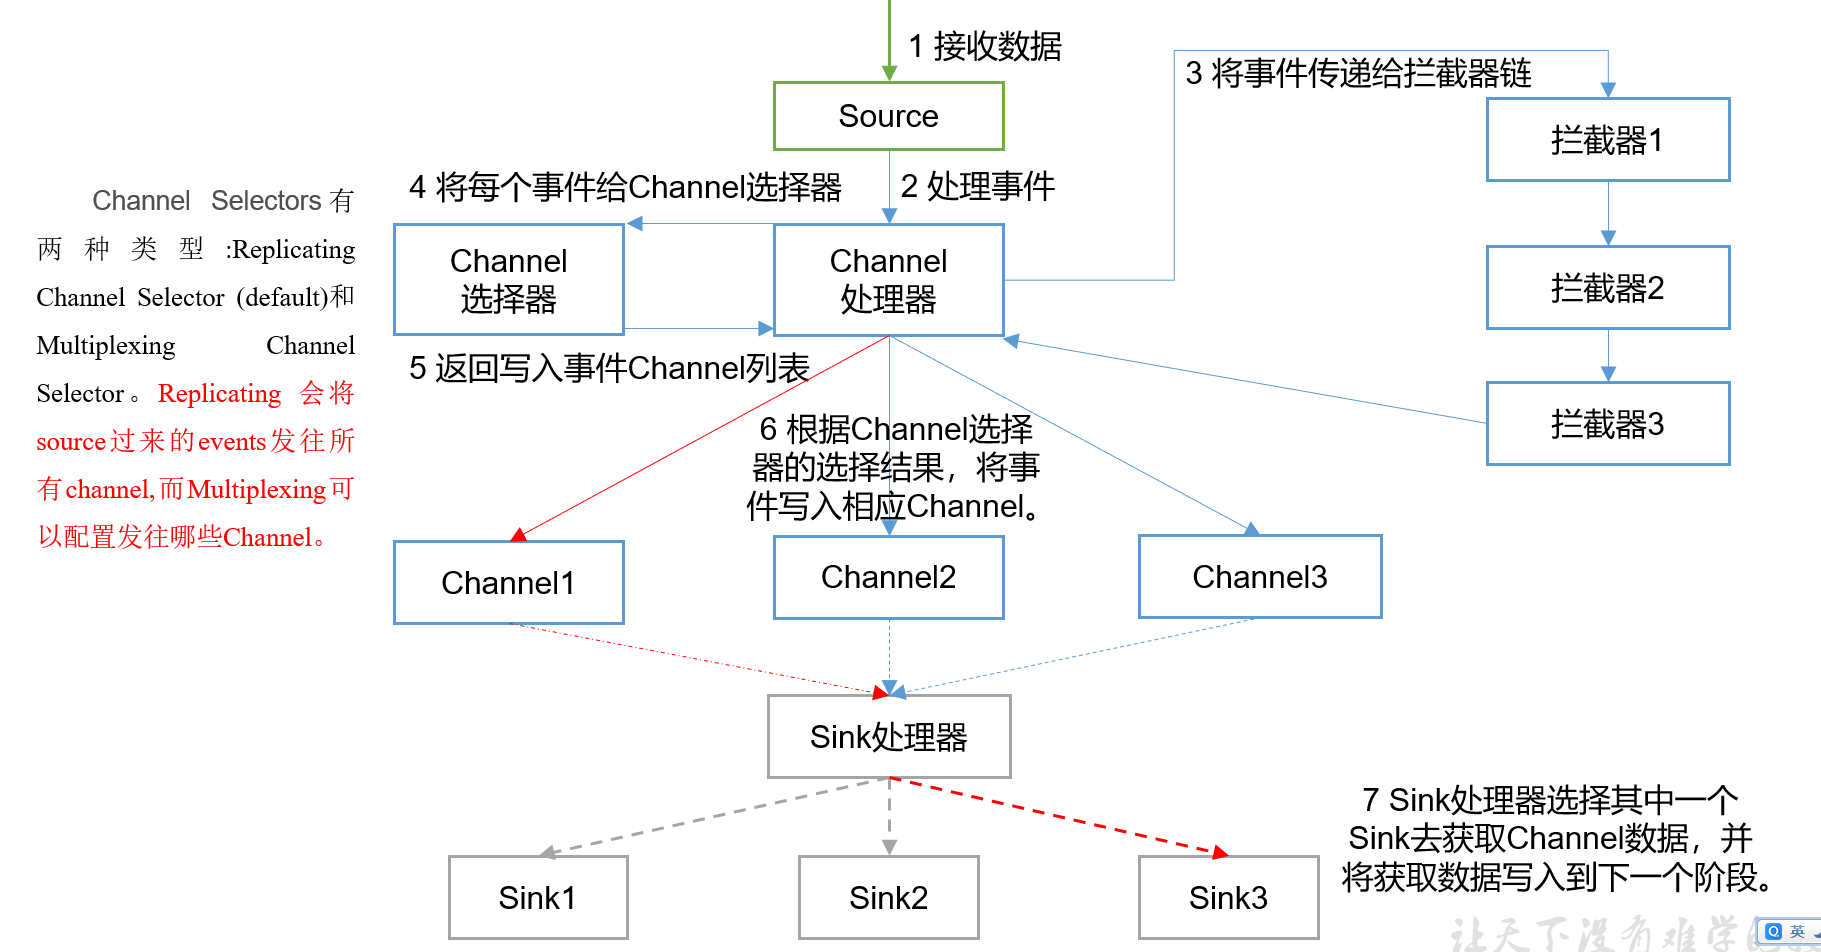 1 接收数据
Source
2 处理事件
3 将事件传递给拦截器链
拦截器1
拦截器2
拦截器3
4 将每个事件给Channel选择器
Channel
选择器
Channel
处理器
5 返回写入事件Channel列表
Channel Selectors有
两种类型:Replicating
Channel Selector (default)和
Multiplexing Channel
Selector。Replicating 会将
source过来的events发往所
有channel,而Multiplexing可
以配置发往哪些Channel。
6 根据Channel选择
器的选择结果，将事
件写入相应Channel。
Channel1
Channel2
Channel3
Sink处理器
Sink1
Sink2
Sink3
7 Sink处理器选择其中一个
Sink去获取Channel数据，并
将获取数据写入到下一个阶段。
让天下没有难学
英